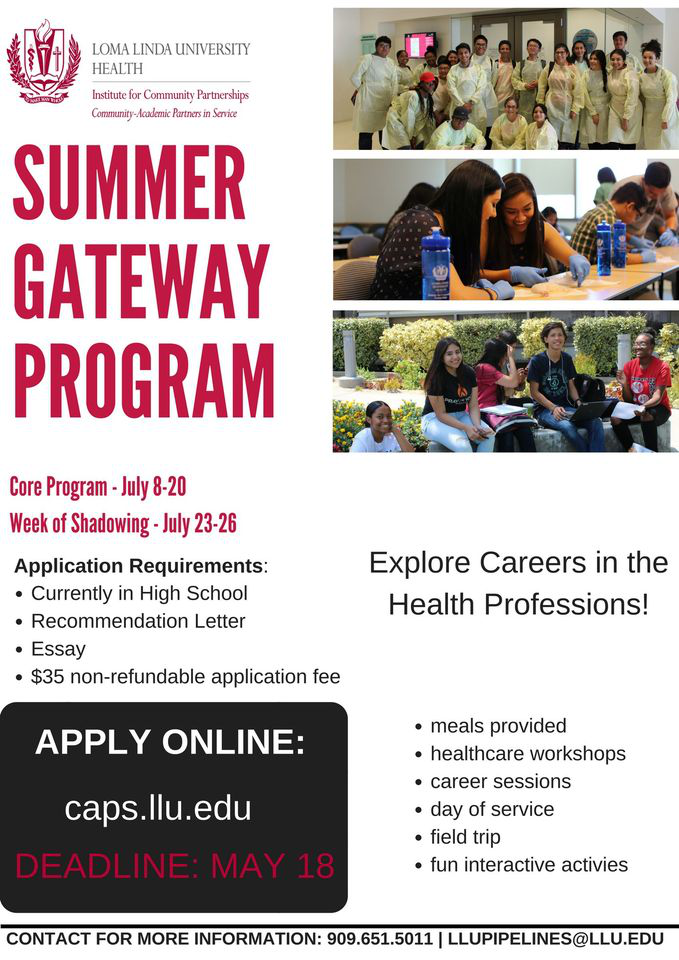 LOMA LINDA UNIVERSITY
HEALTH
Institute for Community Partnerships
Community-Academic Partners in Service
SUMMER
GATEWAY
PROGRAM
Core Program - July 8-20
Week of Shadowing - July 23-26
Application Requirements:
• Currently in High School
• Recommendation Letter
• Essay
• $35 non-refundable application fee
Explore Careers in the
Health Professions!
APPLY ONLINE:
caps.llu.edu
DEADLINE: MAY 18
• meals provided
• healthcare workshops
• career sessions
• day of service
• field trip
• fun interactive activies
CONTACT FOR MORE INFORMATION: 909.651.5011 | LLUPIPELINES@LLU.EDU